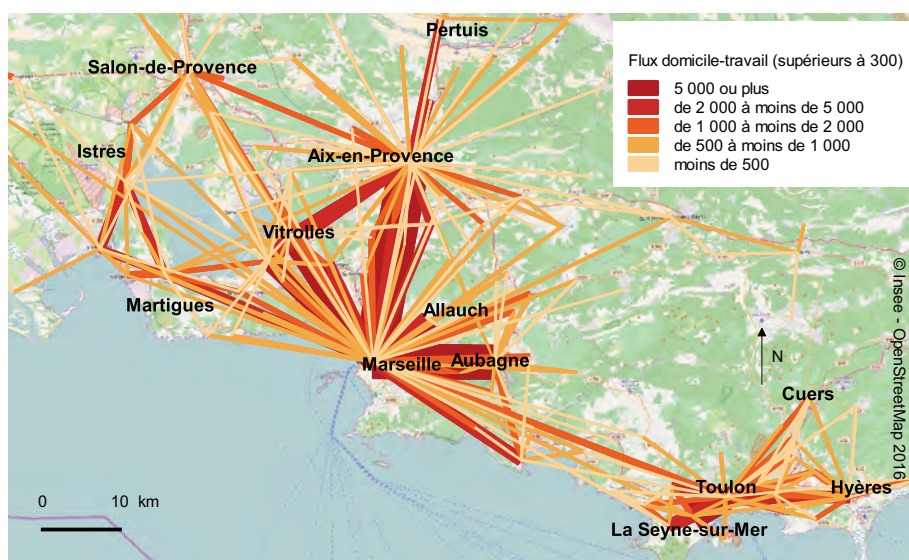 Pertuis
Flux domicile-travail (supérieurs à 300)
5 000 ou plus
de 2 000 à moins de 5 000
de 1 000 à moins de 2 000
de 500 à moins de 1 000
moins de 500
Salon-de-Provence
Istres
Aix-en-Provence
Vitrolles
Martigues
Allauch
Marseille
Aubagne
N
Cuers
Toulon
Hyères
La Seyne-sur-Mer
0 10 km
© Insee - OpenStreetMap 2016